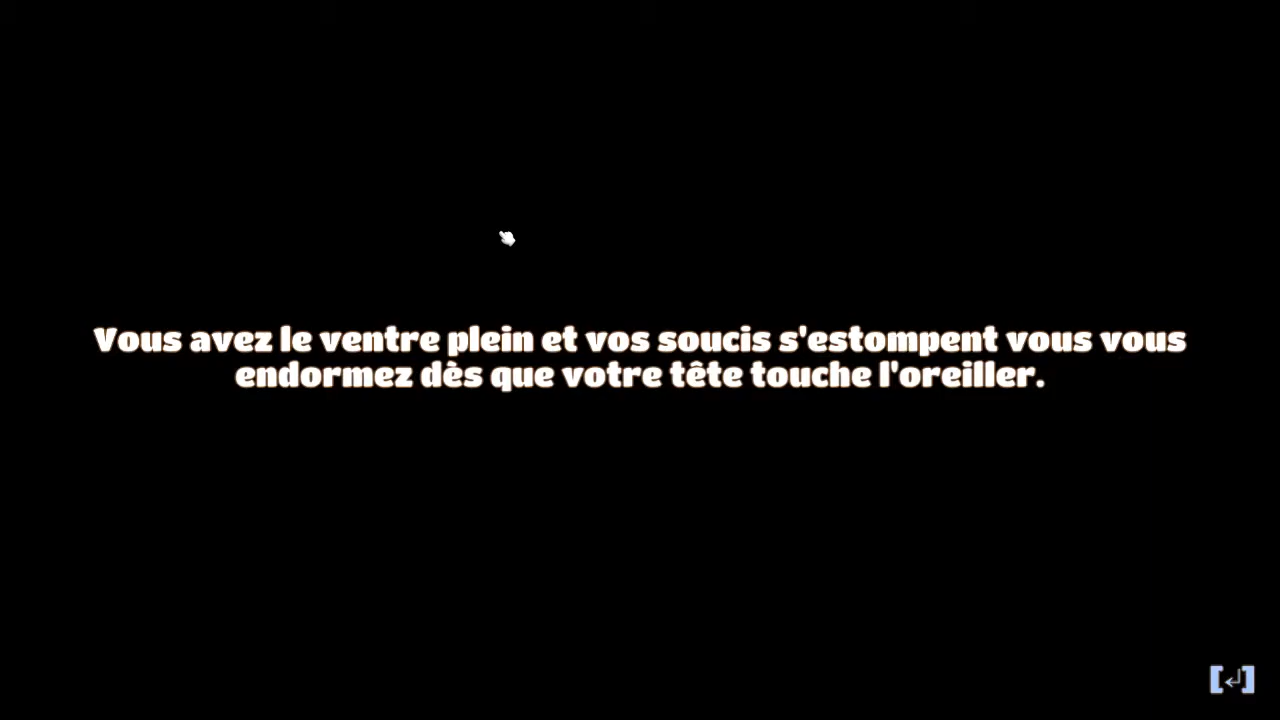 Vous avez le ventre plein et vos soucis s'estompent vous vous
endormez dès que votre tête touche l'oreiller.
[↲]